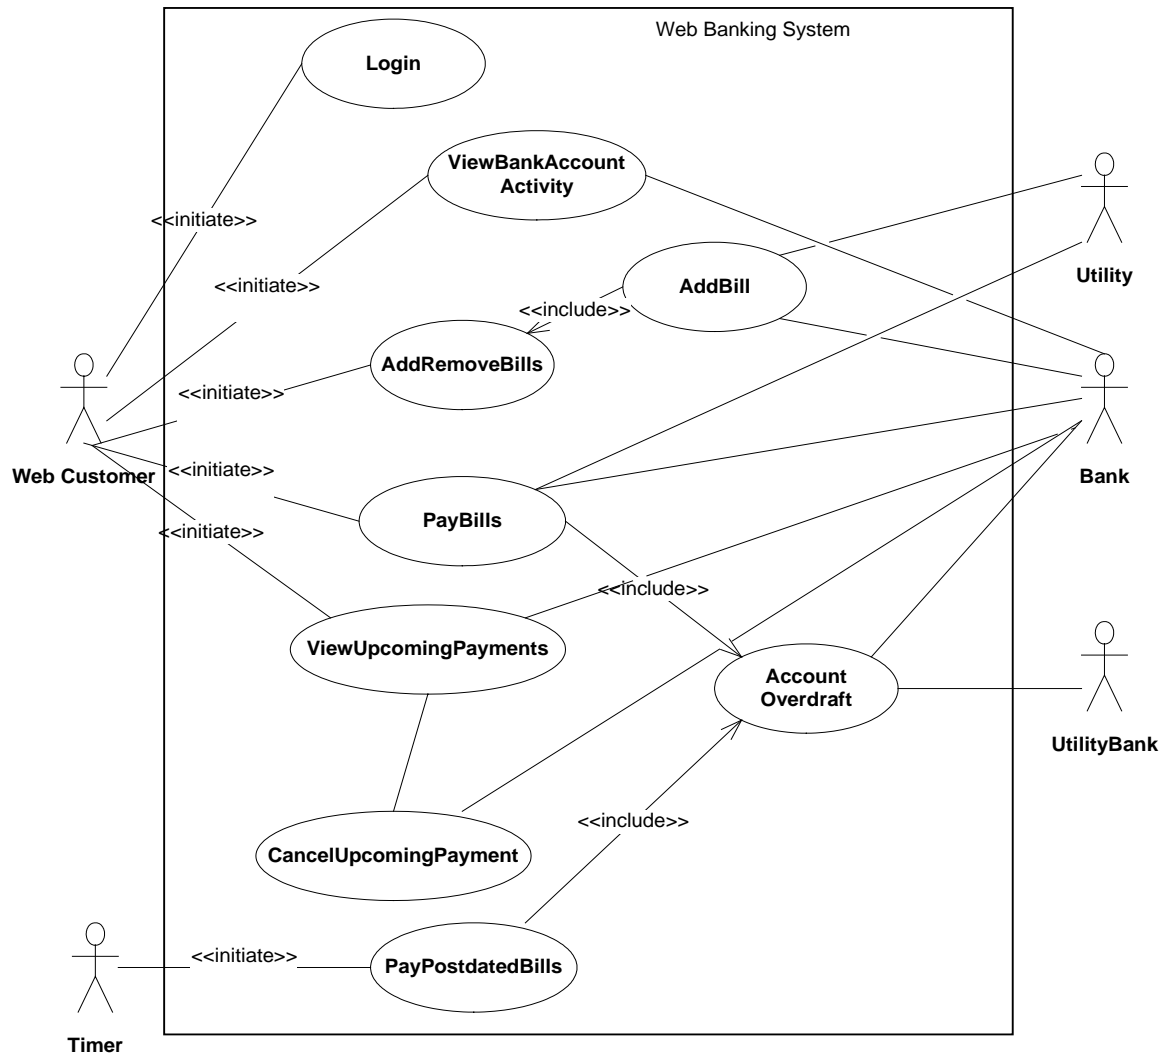 Web Banking System
Login
ViewBankAccount
Activity
<<initiate>>
Utility
<<initiate>>
AddBill
<<include>>
AddRemoveBills
<<initiate>>
Web Customer
<<initiate>>
Bank
PayBills
<<initiate>>
<<include>>
ViewUpcomingPayments
Account
Overdraft
UtilityBank
<<include>>
CancelUpcomingPayment
<<initiate>>
PayPostdatedBills
Timer